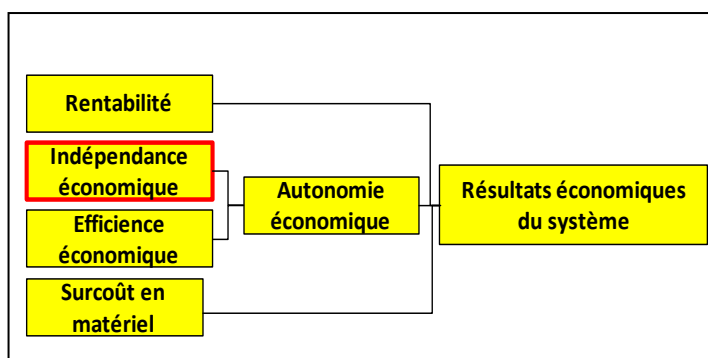 Rentabilité
Indépendance
économique
Efficience
économique
Surcoût en
matériel
Autonomie
économique
Résultats économiques
du système